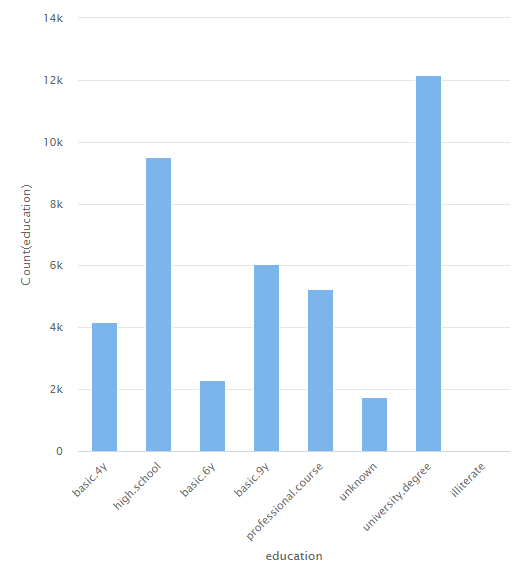 14k
12k
10k
8k
6k
4k
2k
0
Count(education)
basic.4y
high.school
basic.6y
basic.9y
professional.course
unknown
university.degree
illiterate
education